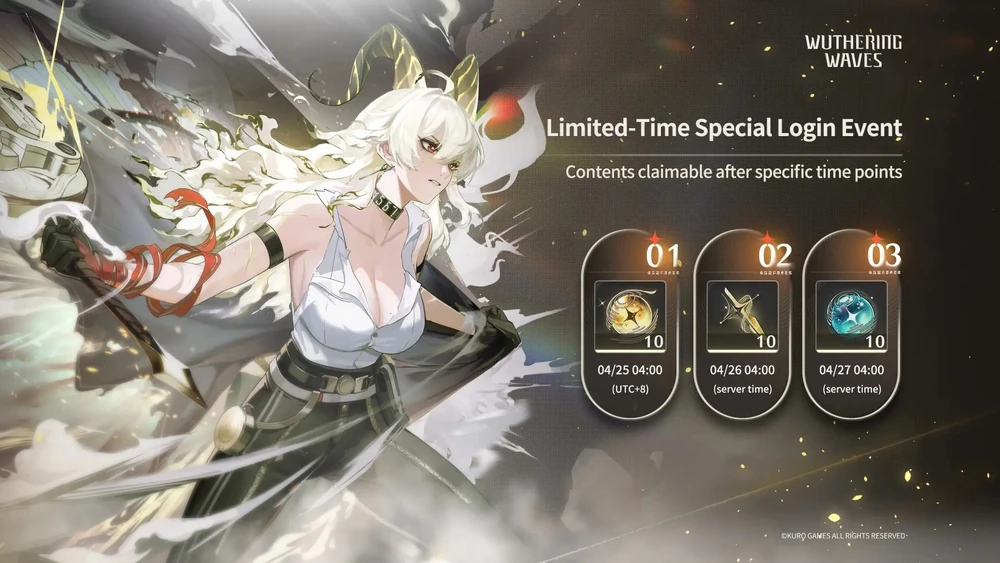 WUTHERING
WAVES
Limited-Time Special Login Event
Contents claimable after specific time points
01
02
03
10
10
10
04/25 04:00
(UTC+8)
04/26 04:00
(server time)
04/27 04:00
(server time)
©KURO GAMES ALL RIGHTS RESERVED